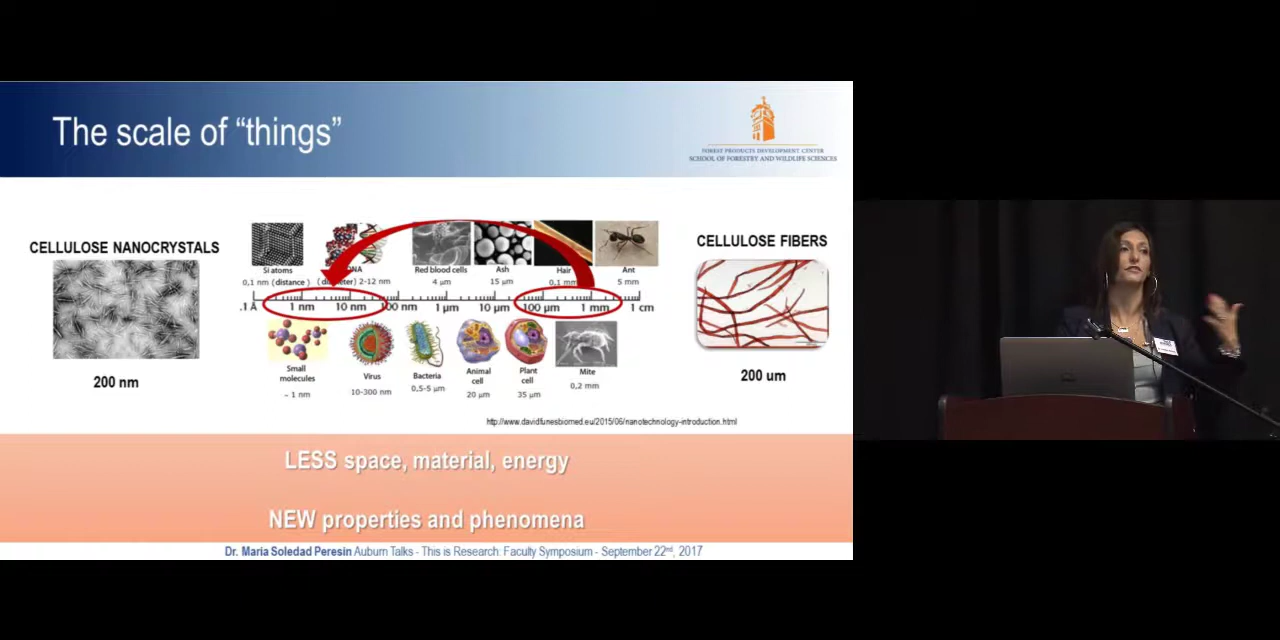 The scale of “things”
FOREST PRODUCTS DEVELOPMENT CENTER
SCHOOL OF FORESTRY AND WILDLIFE SCIENCES
CELLULOSE NANOCRYSTALS
200 nm
Si atoms
0,1 nm (distance )
DNA
2-12 nm
Red blood cells
4 µm
Ash
15 µm
Hair
0,1 mm
Ant
5 mm
.1 Å
1 nm
10 nm
100 nm
1 µm
10 µm
100 µm
1 mm
1 cm
Small
molecules
~ 1 nm
Virus
10-300 nm
Bacteria
0,5-5 µm
Animal
cell
20 µm
Plant
cell
35 µm
Mite
0,2 mm
CELLULOSE FIBERS
200 um
http://www.davidfunesbiomed.eu/2015/06/nanotechnology-introduction.html
LESS space, material, energy
NEW properties and phenomena
Dr. Maria Soledad Peresin Auburn Talks - This is Research: Faculty Symposium - September 22nd, 2017